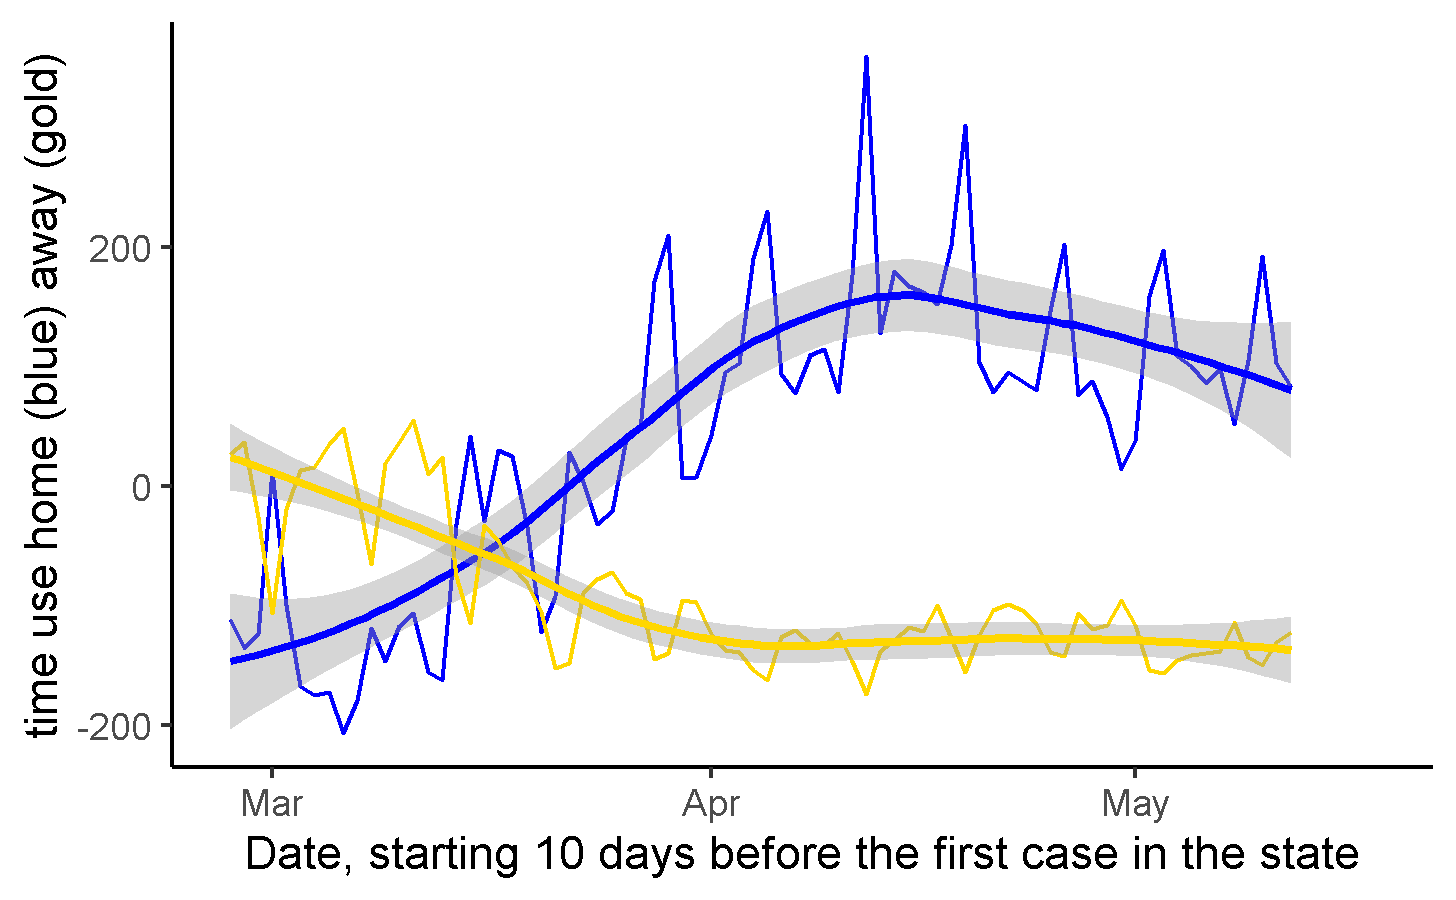 time use home (blue) away (gold)
200
0
-200
Mar
Apr
May
Date, starting 10 days before the first case in the state